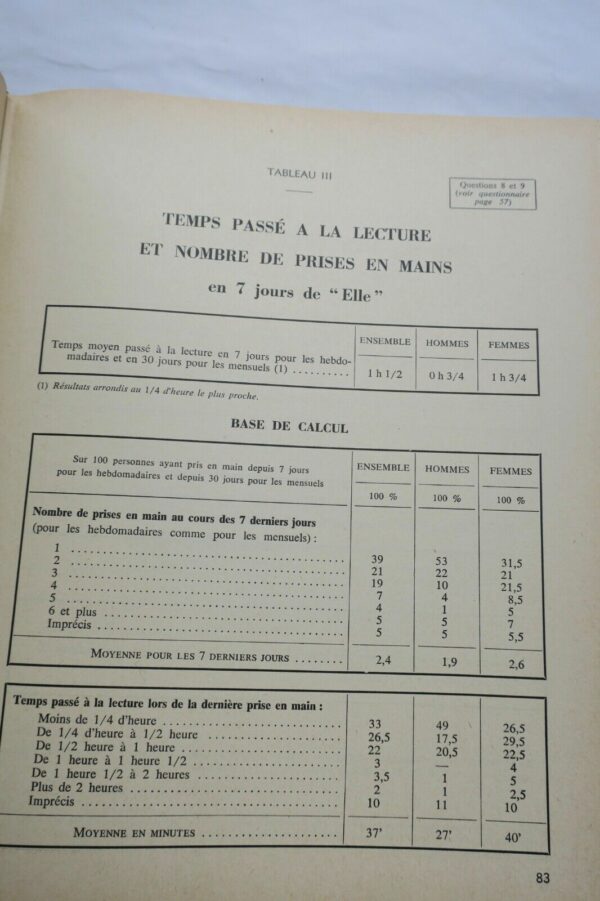 TABLEAU III
Questions 8 et 9
(voir questionnaire
page 57)
TEMPS PASSÉ A LA LECTURE
ET NOMBRE DE PRISES EN MAINS
en 7 jours de "Elle"
ENSEMBLE HOMMES FEMMES
Temps moyen passé à la lecture en 7 jours pour les hebdo-
madaires et en 30 jours pour les mensuels (1) .......... 1 h 1/2 0 h 3/4 1 h 3/4
(1) Résultats arrondis au 1/4 d'heure le plus proche.
BASE DE CALCUL
Sur 100 personnes ayant pris en main depuis 7 jours
pour les hebdomadaires et depuis 30 jours pour les mensuels
ENSEMBLE HOMMES FEMMES
100 % 100 % 100 %
Nombre de prises en main au cours des 7 derniers jours
(pour les hebdomadaires comme pour les mensuels) :
1 .......... 39 53 31,5
2 .......... 21 22 21
3 .......... 19 10 21,5
4 .......... 7 4 8,5
5 .......... 4 1 5
6 et plus .......... 5 5 7
Imprécis .......... 5 5 5,5
MOYENNE POUR LES 7 DERNIERS JOURS ........ 2,4 1,9 2,6
Temps passé à la lecture lors de la dernière prise en main :
Moins de 1/4 d'heure .......... 33 49 26,5
De 1/4 d'heure à 1/2 heure .......... 26,5 17,5 29,5
De 1/2 heure à 1 heure .......... 22 20,5 22,5
De 1 heure à 1 heure 1/2 .......... 3 — 4
De 1 heure 1/2 à 2 heures .......... 3,5 1 5
Plus de 2 heures .......... 2 1 2,5
Imprécis .......... 10 11 10
MOYENNE EN MINUTES .......... 37' 27' 40'
83